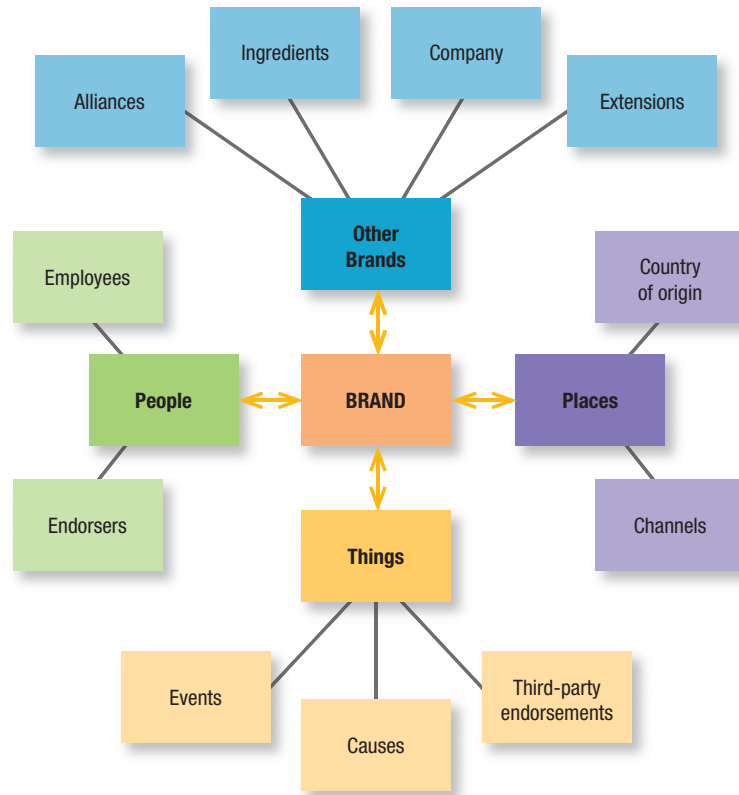 Ingredients
Company
Alliances
Extensions
Other
Brands
Employees
Country
of origin
People
BRAND
Places
Endorsers
Channels
Things
Events
Third-party
endorsements
Causes